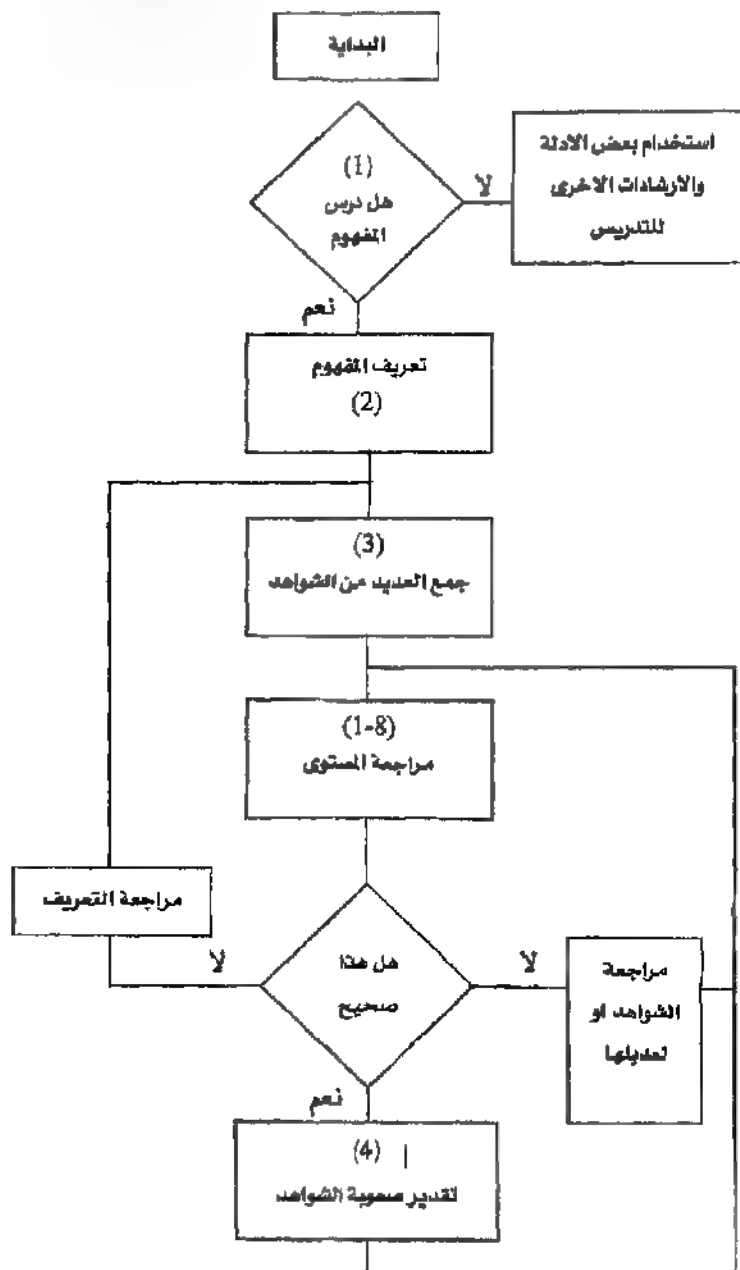 البداية
(1)
هل درس
المفهوم
لا
استخدام بعض الادلة
والارشادات الاخرى
للتدريس
نعم
تعريف المفهوم
(2)
(3)
جمع العديد من الشواهد
(1-8)
مراجعة المستوى
مراجعة التعريف
لا
هل هذا
صحيح
لا
مراجعة
الشواهد او
تعديلها
نعم
(4)
تقدير صعوبة الشواهد